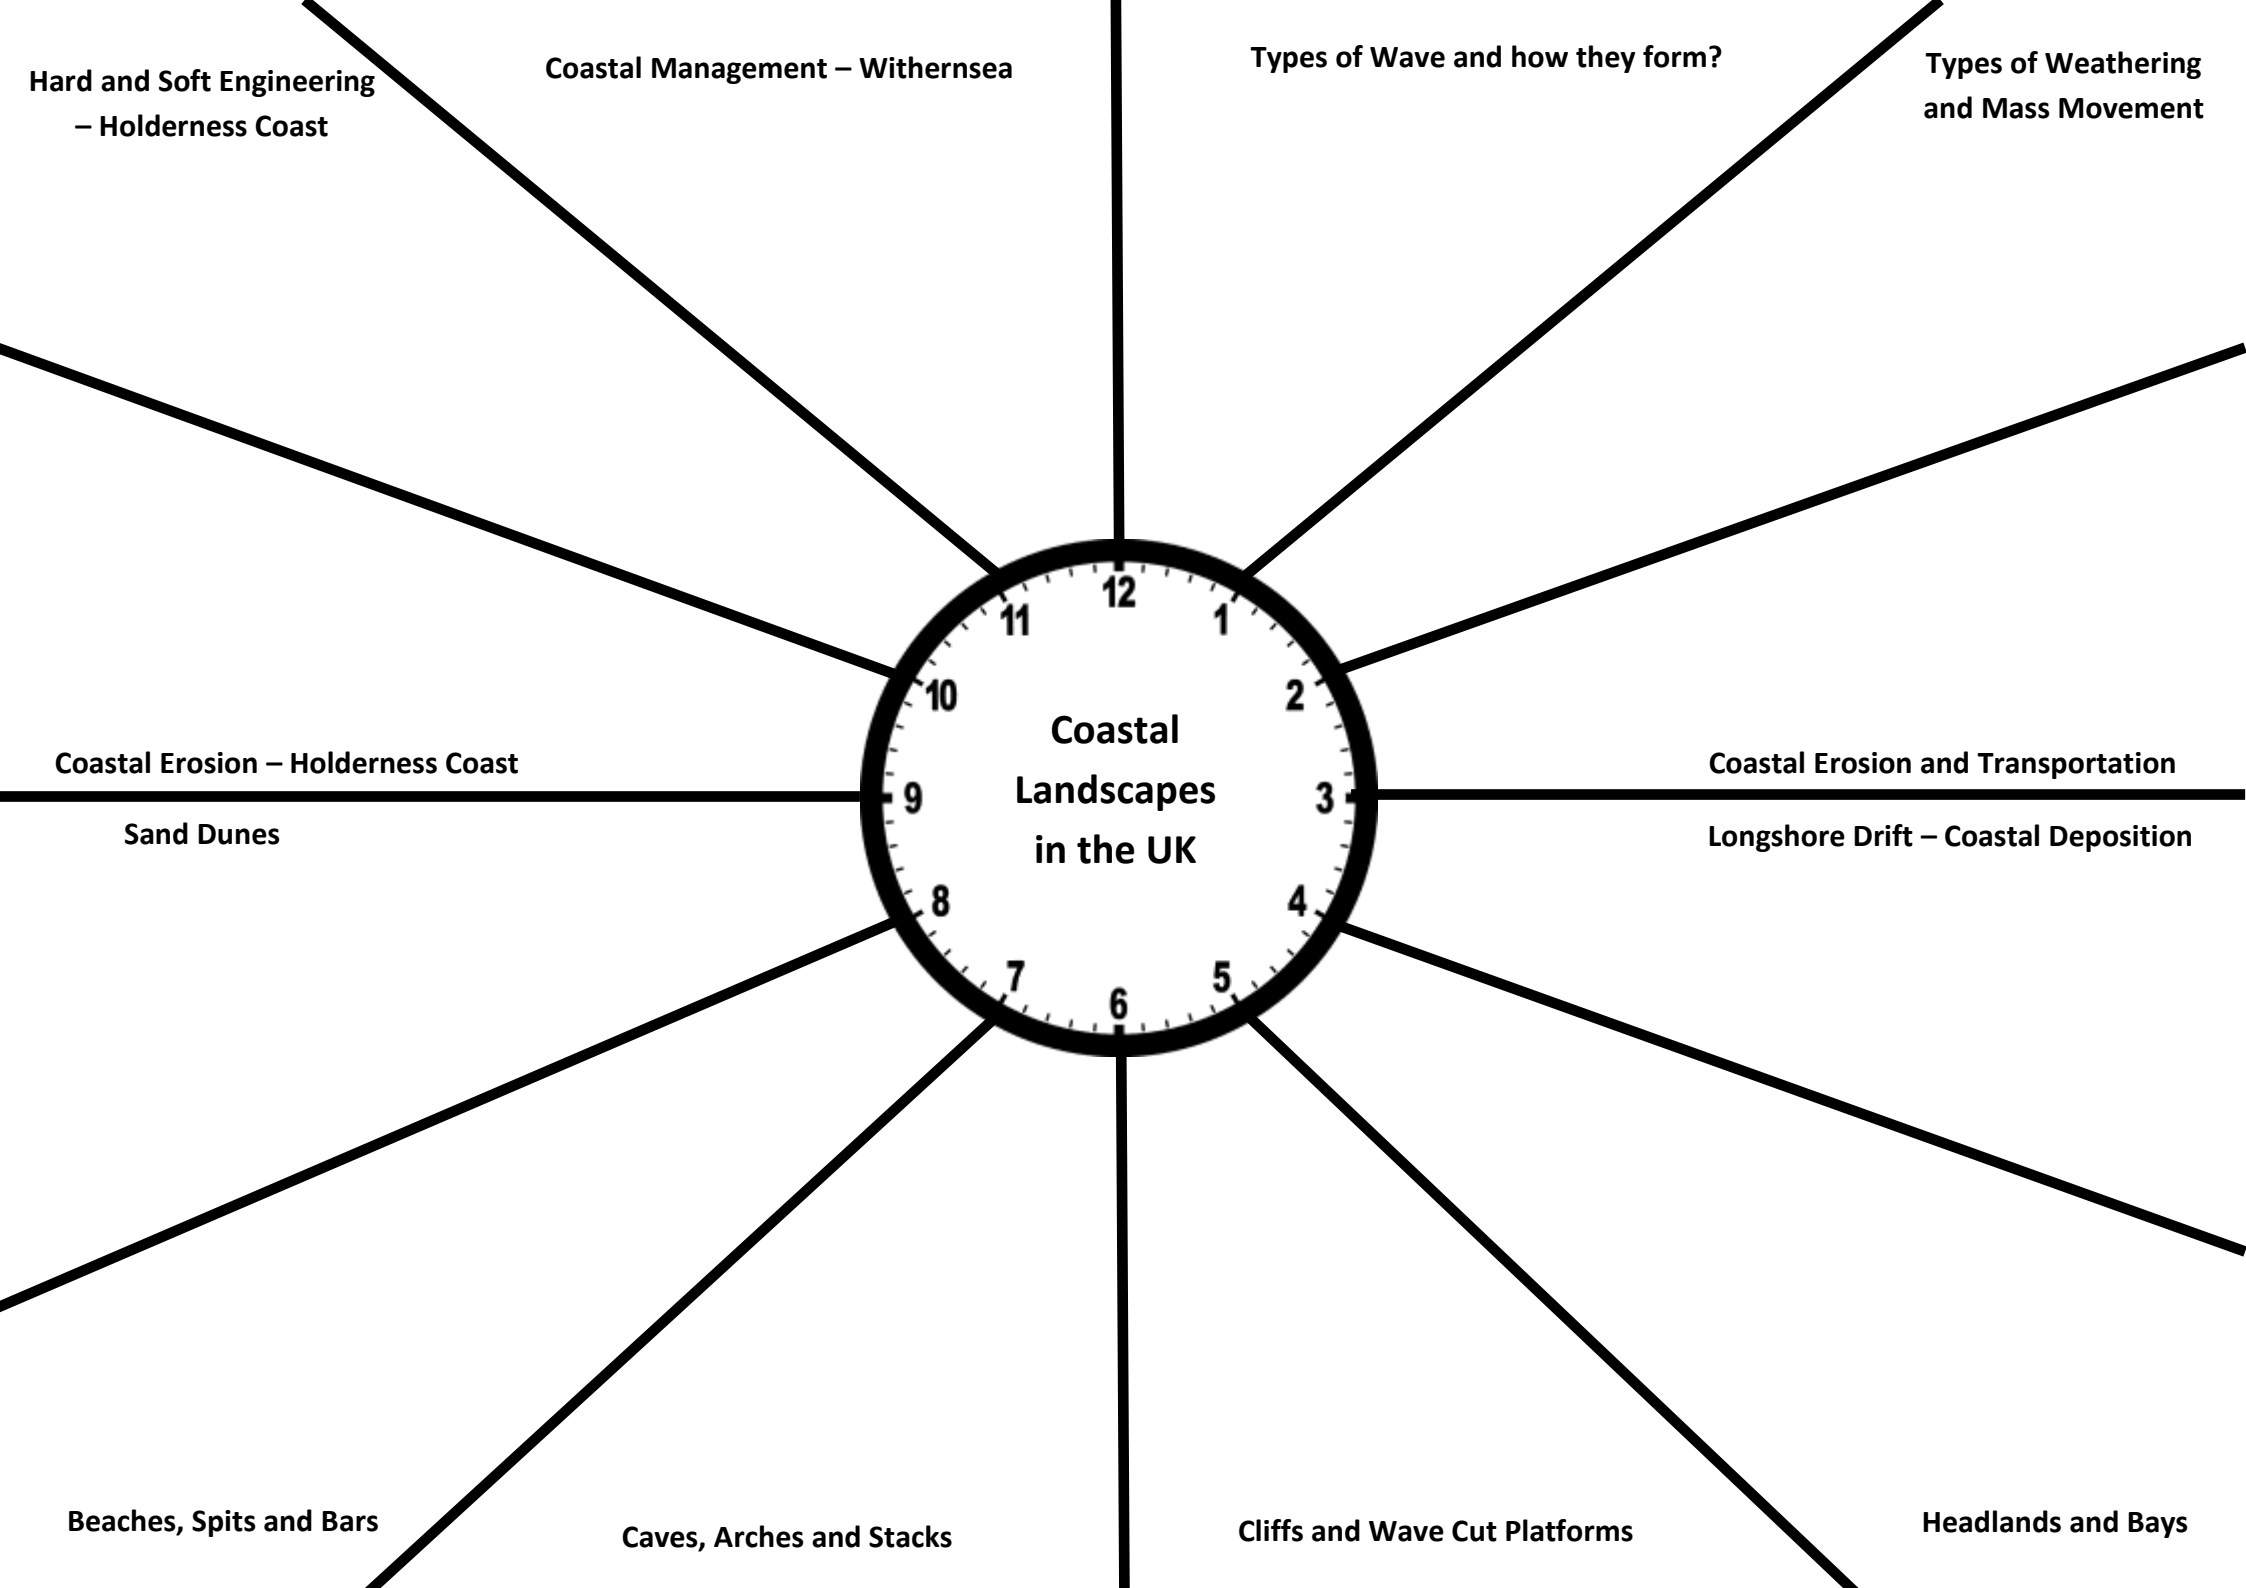 Hard and Soft Engineering
– Holderness Coast
Coastal Management – Withernsea
Types of Wave and how they form?
Types of Weathering
and Mass Movement
12
11
1
10
2
Coastal
Landscapes
in the UK
9
3
8
4
7
5
6
Coastal Erosion – Holderness Coast
Sand Dunes
Coastal Erosion and Transportation
Longshore Drift – Coastal Deposition
Beaches, Spits and Bars
Caves, Arches and Stacks
Cliffs and Wave Cut Platforms
Headlands and Bays